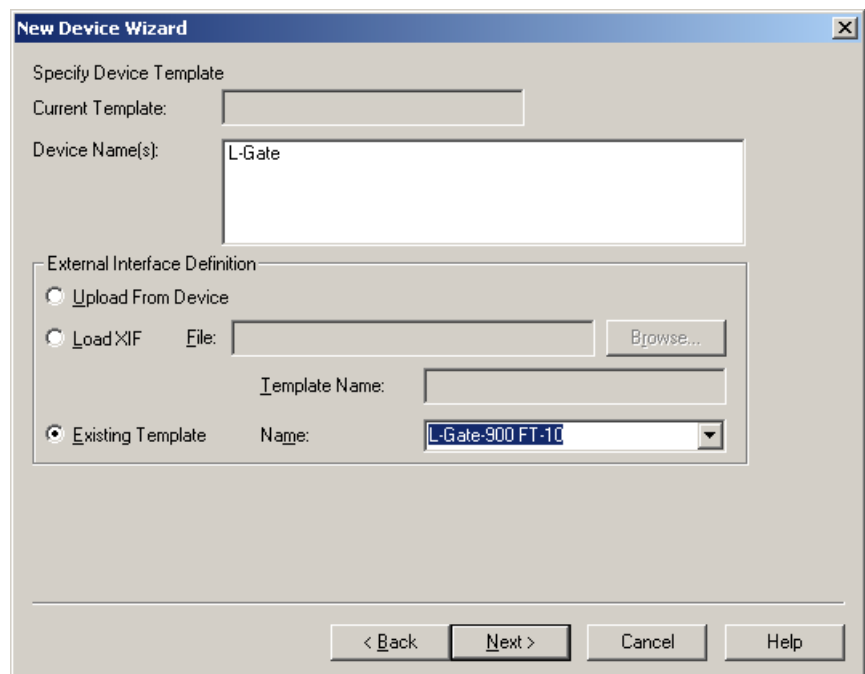 New Device Wizard
Specify Device Template
Current Template:
Device Name(s):
L-Gate
External Interface Definition
Upload From Device
Load XIF File: Browse...
Template Name:
Existing Template Name: L-Gate-900 FT-10
< Back Next > Cancel Help